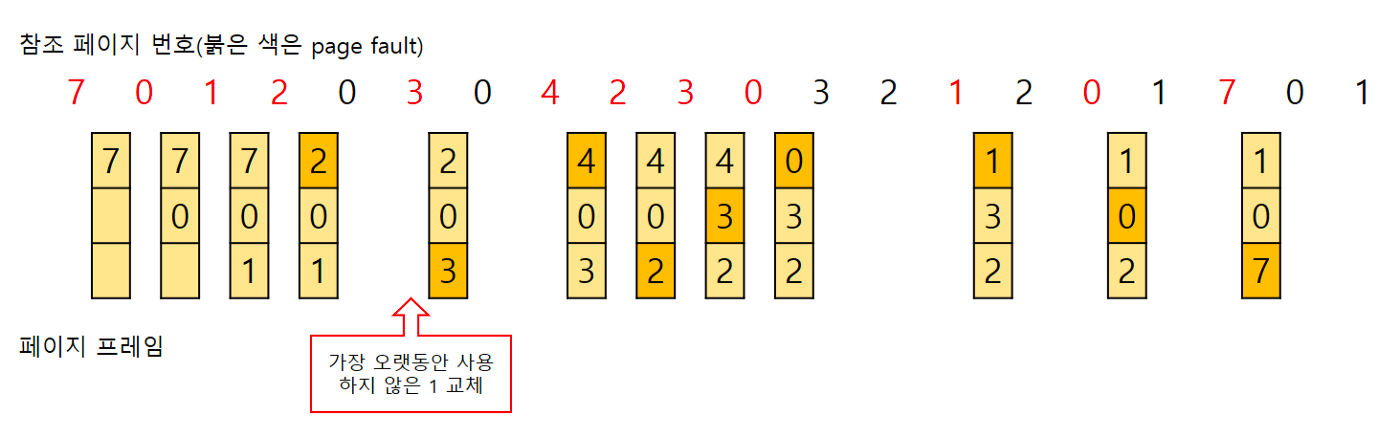 참조 페이지 번호(붉은 색은 page fault)
7 0 1 2 0 3 0 4 2 3 0 3 2 1 2 0 1 7 0 1
7 7 7 2 2 4 4 4 0 1 1 1
0 0 0 0 0 0 3 3 3 0 0
1 1 3 3 2 2 2 2 2 7
페이지 프레임
가장 오랫동안 사용
하지 않은 1 교체